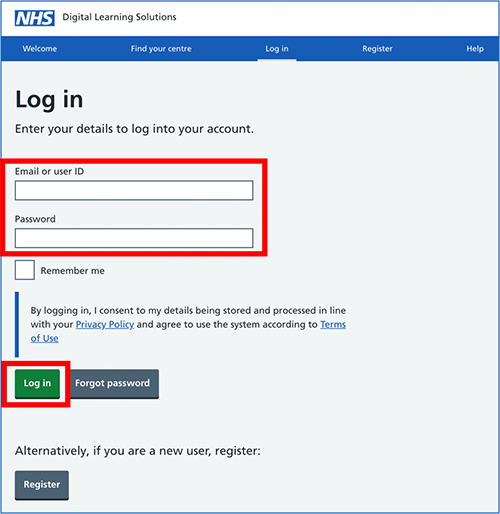 NHS Digital Learning Solutions
Welcome Find your centre Log in Register Help
Log in
Enter your details to log into your account.
Email or user ID
Password
Remember me
By logging in, I consent to my details being stored and processed in line
with your Privacy Policy and agree to use the system according to Terms
of Use
Log in Forgot password
Alternatively, if you are a new user, register:
Register